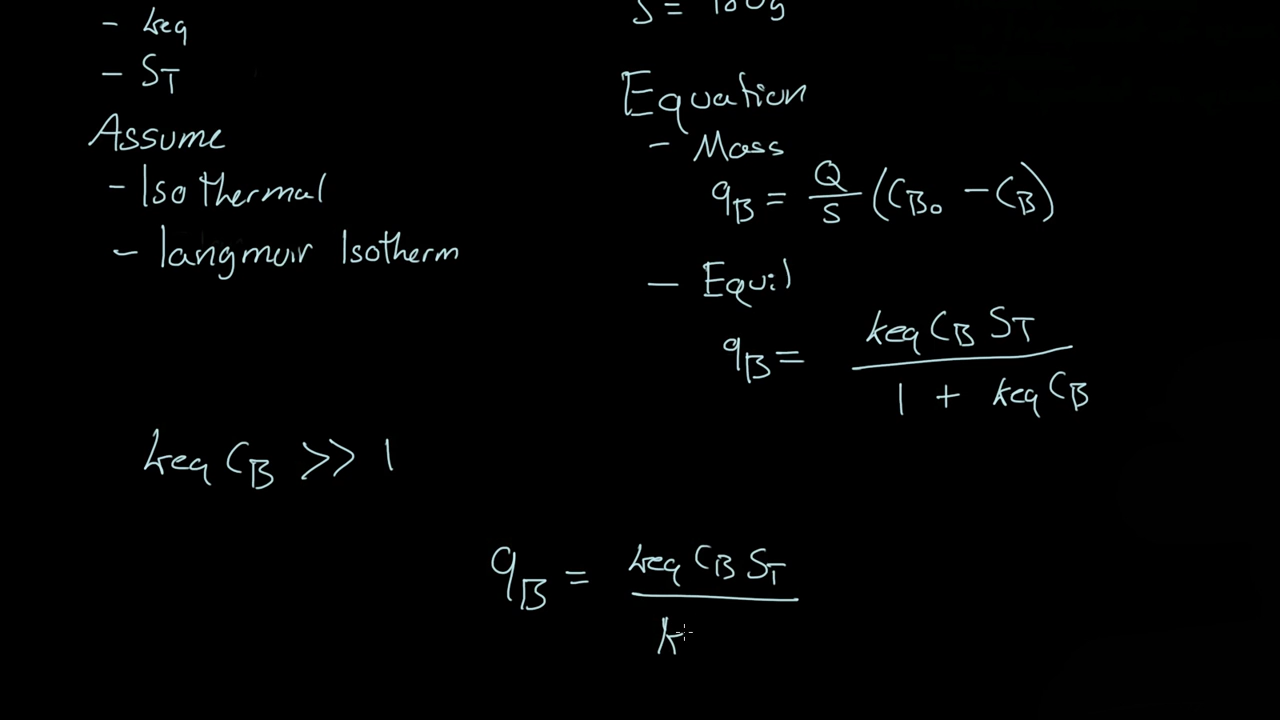 - keq
- ST
Assume
- Isothermal
- langmuir Isotherm
keq CB >> 1
S = 100g
Equation
- Mass
qB = Q/S (CB0 - CB)
- Equil
qB = keq CB ST / 1 + keq CB
qB = keq CB ST / k